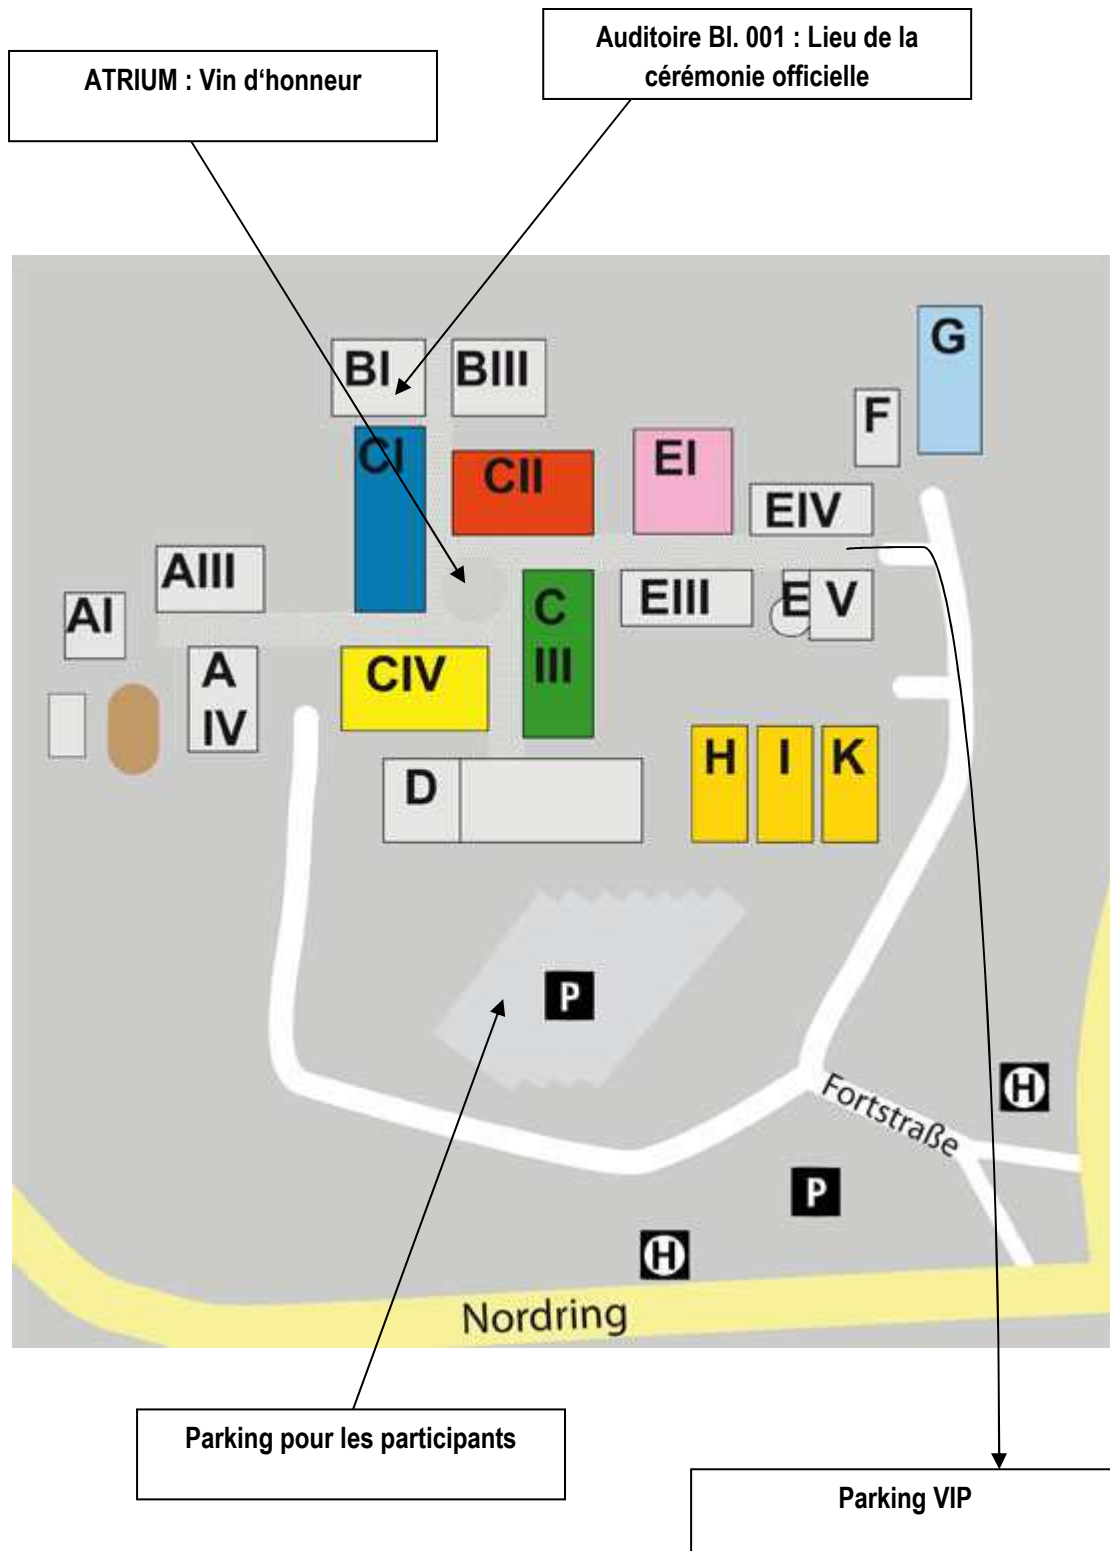 Auditoire BI. 001 : Lieu de la
cérémonie officielle
ATRIUM : Vin d‘honneur
G
BI
BIII
F
CI
CII
EI
EIV
AIII
AI
EIII
E
V
C
III
A
IV
CIV
D
H
I
K
P
H
Fortstraße
P
H
Nordring
Parking pour les participants
Parking VIP